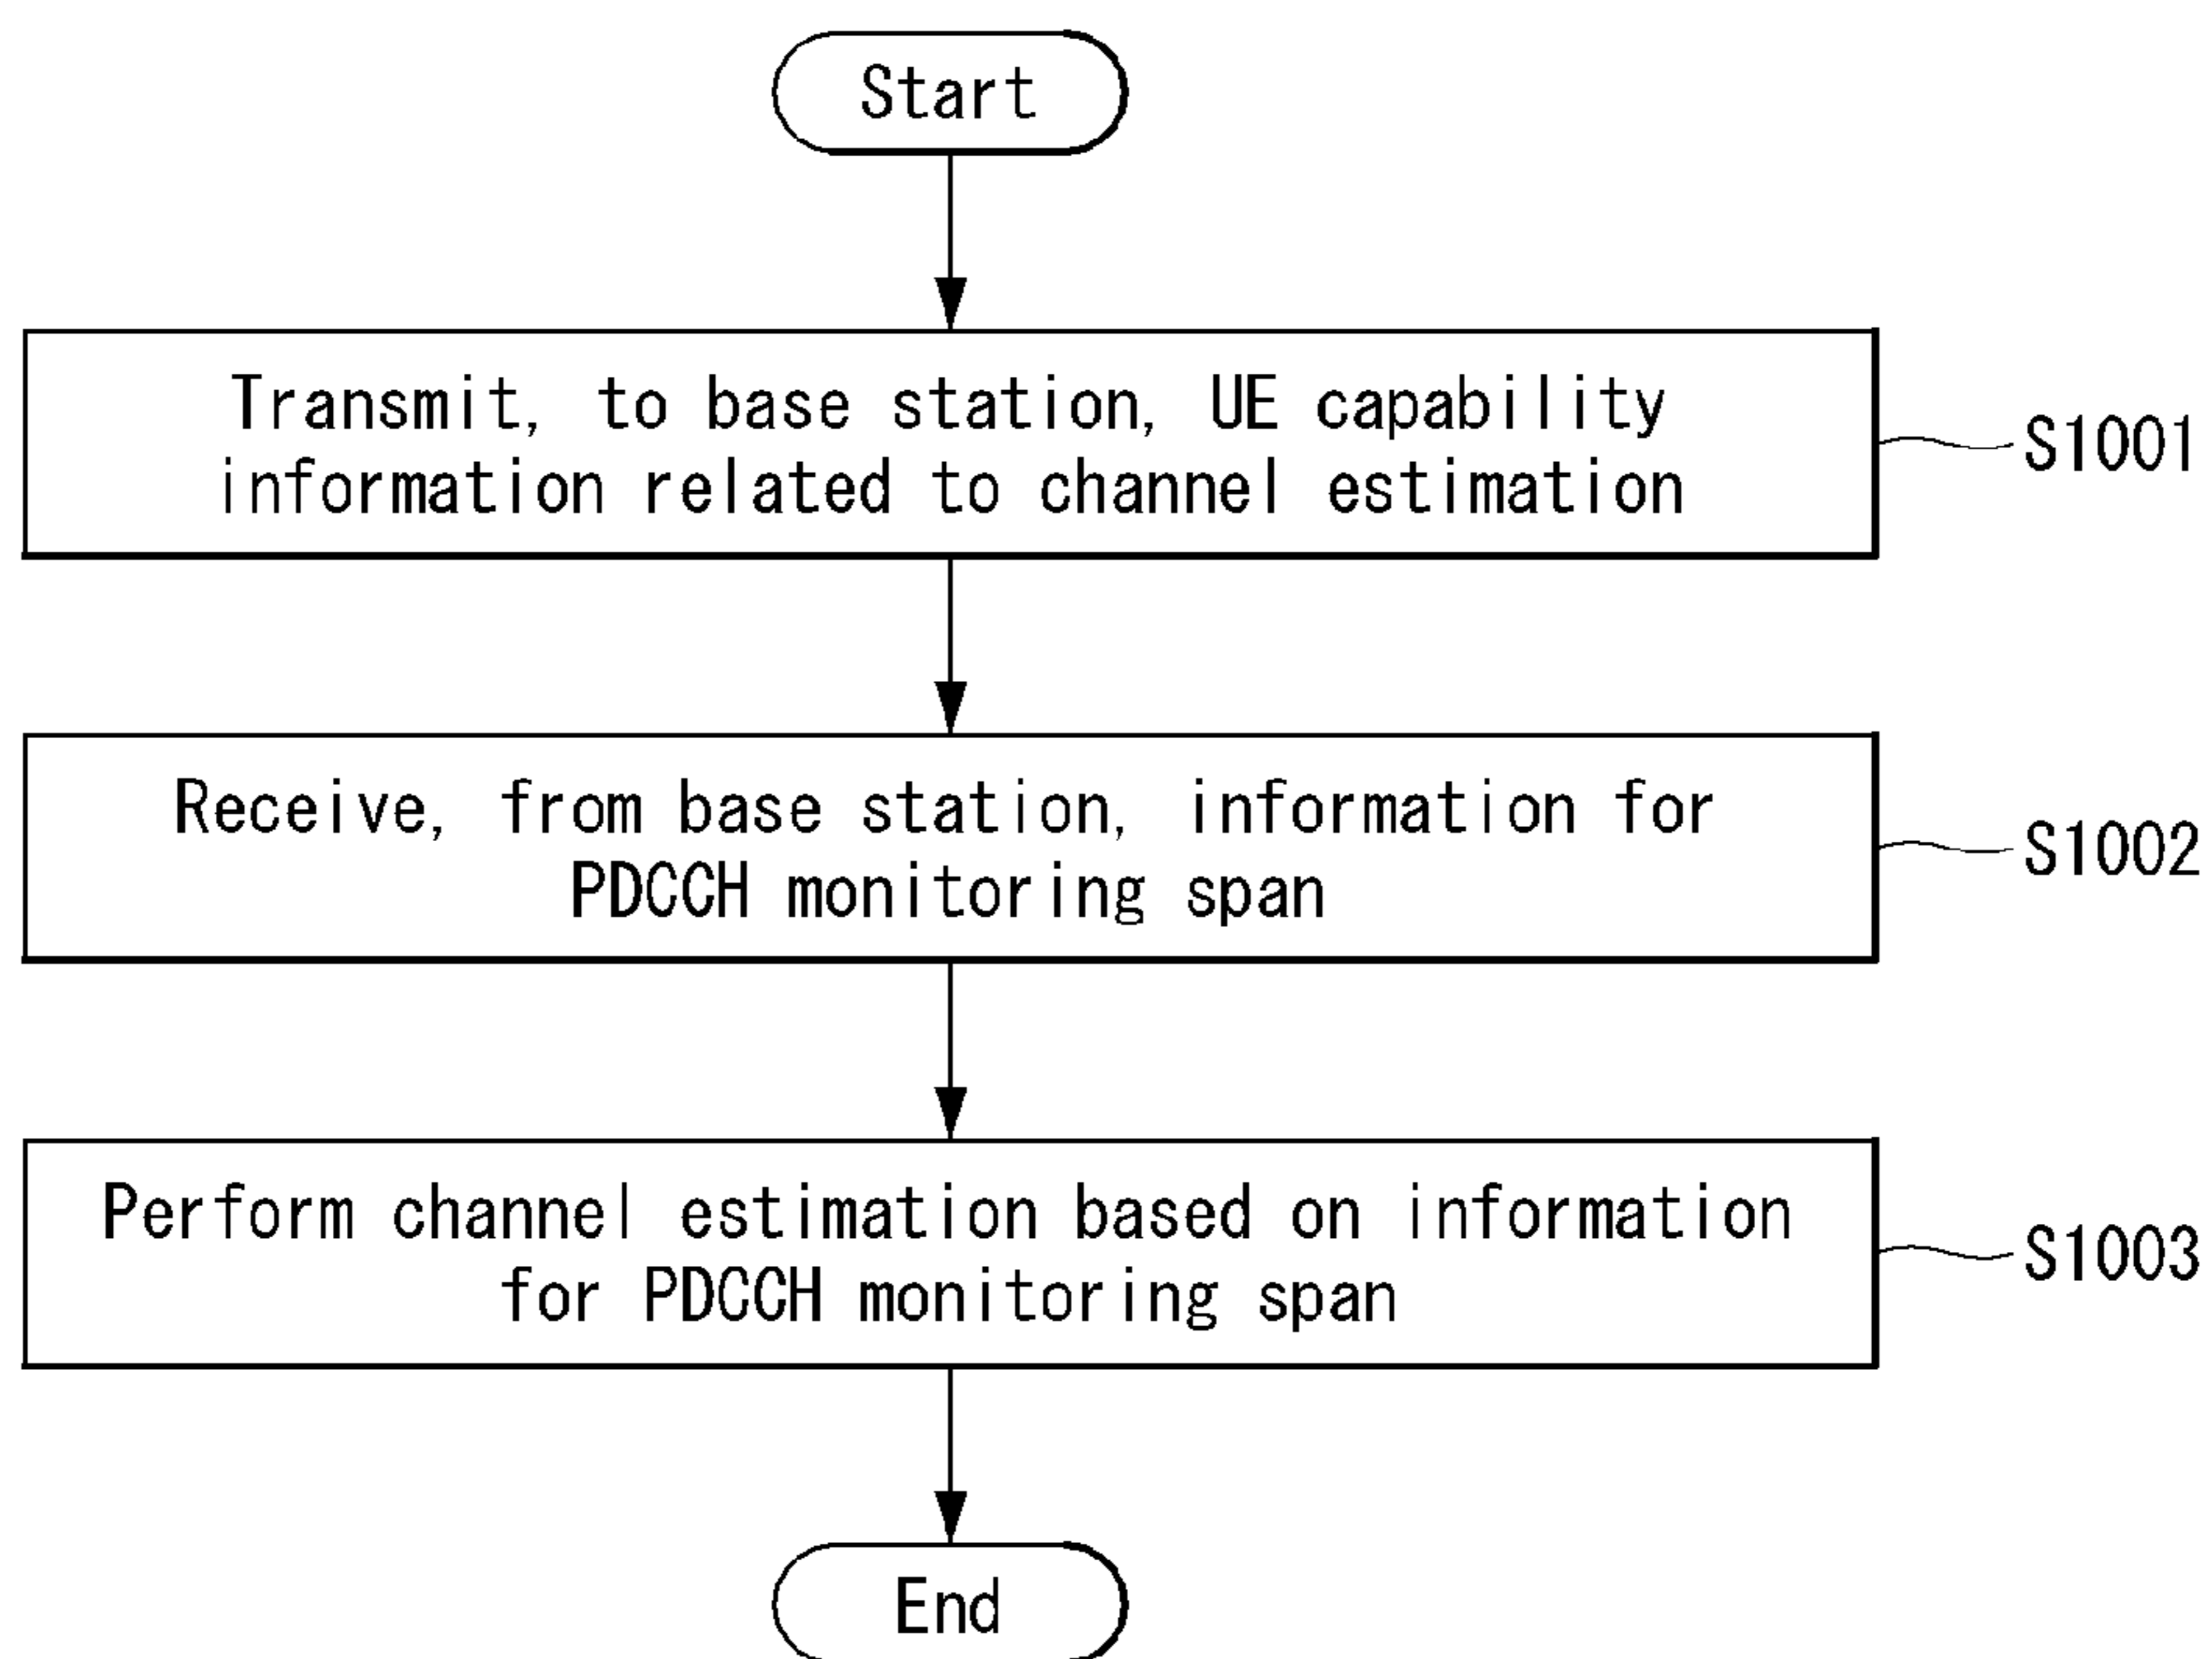 Start
Transmit, to base station, UE capability
information related to channel estimation
S1001
Receive, from base station, information for
PDCCH monitoring span
S1002
Perform channel estimation based on information
for PDCCH monitoring span
S1003
End